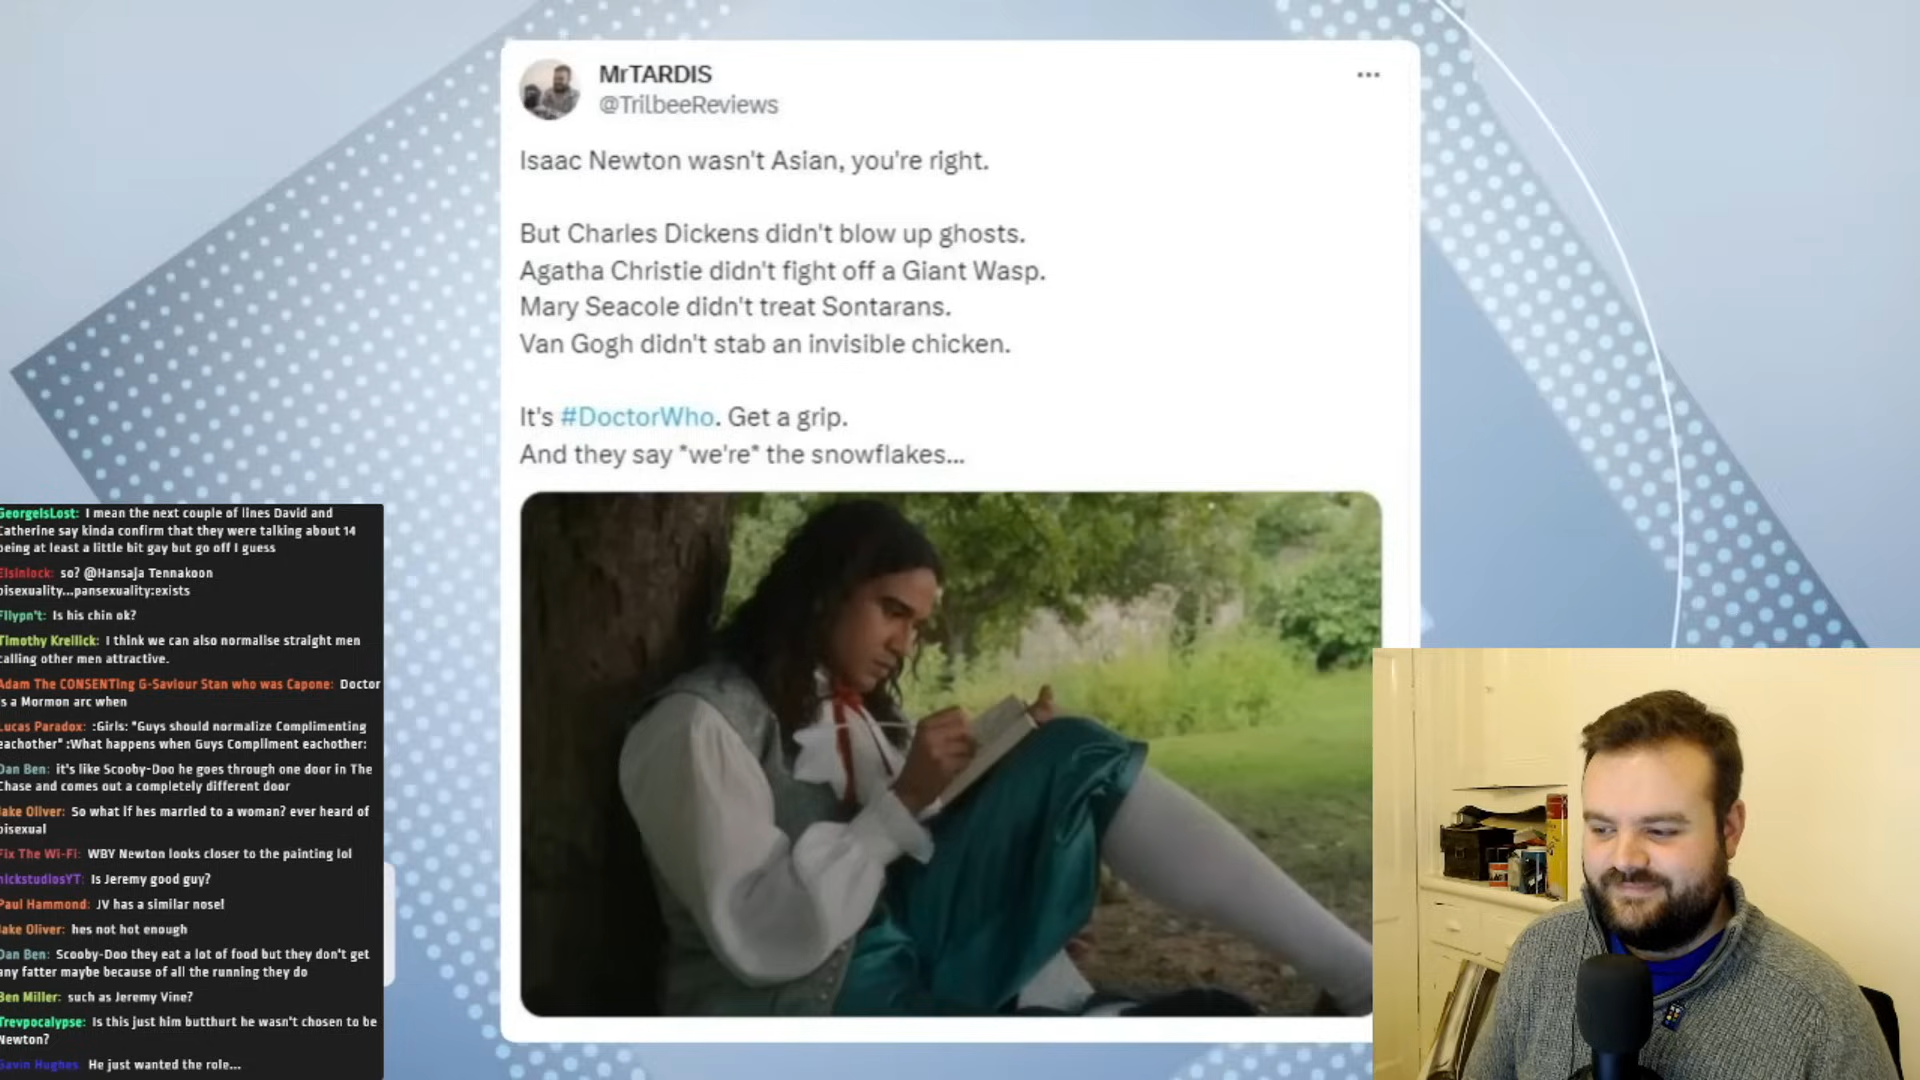 MrTARDIS
@TrilbeeReviews
Isaac Newton wasn't Asian, you're right.
But Charles Dickens didn't blow up ghosts.
Agatha Christie didn't fight off a Giant Wasp.
Mary Seacole didn't treat Sontarans.
Van Gogh didn't stab an invisible chicken.
It's #DoctorWho. Get a grip.
And they say *we're* the snowflakes...
GeorgeIsLost: I mean the next couple of lines David and
Catherine say kinda confirm that they were talking about 14
being at least a little bit gay but go off I guess
Elsinlock: so? @Hansaja Tennakoon
bisexuality...pansexuality:exists
Fllypn't: Is his chin ok?
Timothy Krellick: I think we can also normalise straight men
calling other men attractive.
Adam The CONSENTing G-Saviour Stan who was Capone: Doctor
is a Mormon arc when
Lucas Paradox: :Girls: "Guys should normalize Complimenting
eachother" :What happens when Guys Compliment eachother:
Dan Ben: it's like Scooby-Doo he goes through one door in The
Chase and comes out a completely different door
Jake Oliver: So what if hes married to a woman? ever heard of
bisexual
Fix The Wi-Fi: WBY Newton looks closer to the painting lol
nickstudiosYT: Is Jeremy good guy?
Paul Hammond: JV has a similar nose!
Jake Oliver: hes not hot enough
Dan Ben: Scooby-Doo they eat a lot of food but they don't get
any fatter maybe because of all the running they do
Ben Miller: such as Jeremy Vine?
Trevpocalypse: Is this just him butthurt he wasn't chosen to be
Newton?
Gavin Hughes: He just wanted the role...